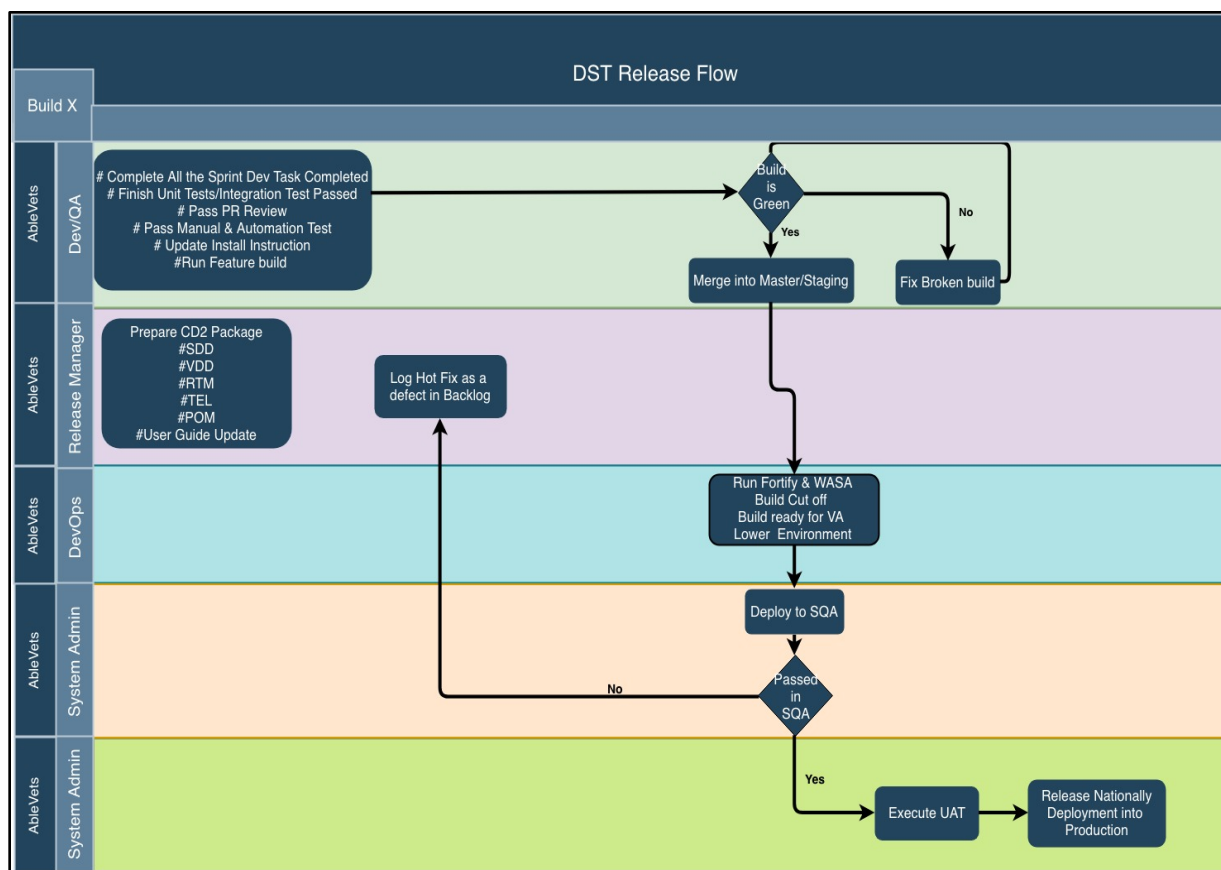 DST Release Flow
Build X
AbleVets
Dev/QA
# Complete All the Sprint Dev Task Completed
# Finish Unit Tests/Integration Test Passed
# Pass PR Review
# Pass Manual & Automation Test
# Update Install Instruction
#Run Feature build
Build
is
Green
No
Yes
Merge into Master/Staging
Fix Broken build
AbleVets
Release Manager
Prepare CD2 Package
#SDD
#VDD
#RTM
#TEL
#POM
#User Guide Update
Log Hot Fix as a
defect in Backlog
AbleVets
DevOps
Run Fortify & WASA
Build Cut off
Build ready for VA
Lower Environment
AbleVets
System Admin
Deploy to SQA
Passed
in
SQA
No
AbleVets
System Admin
Yes
Execute UAT
Release Nationally
Deployment into
Production